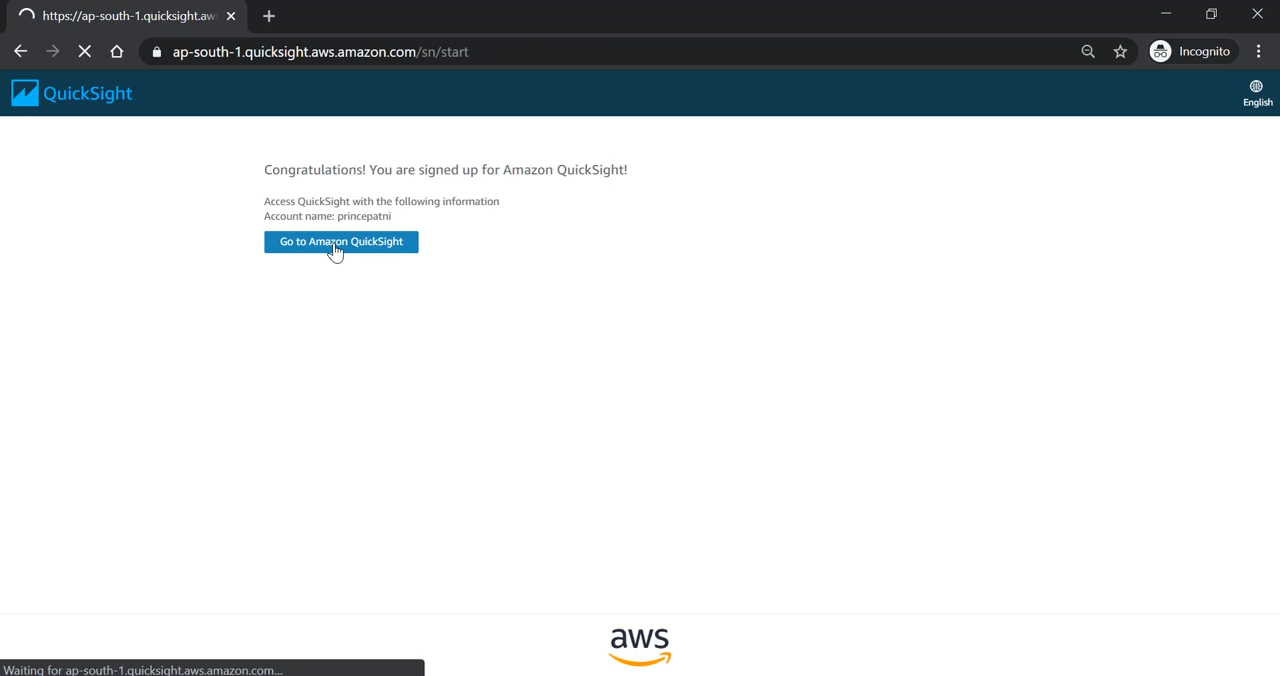 https://ap-south-1.quicksight.aw
ap-south-1.quicksight.aws.amazon.com/sn/start
Incognito
QuickSight
English
Congratulations! You are signed up for Amazon QuickSight!
Access QuickSight with the following information
Account name: princepatni
Go to Amazon QuickSight
aws
Waiting for ap-south-1.quicksight.aws.amazon.com...